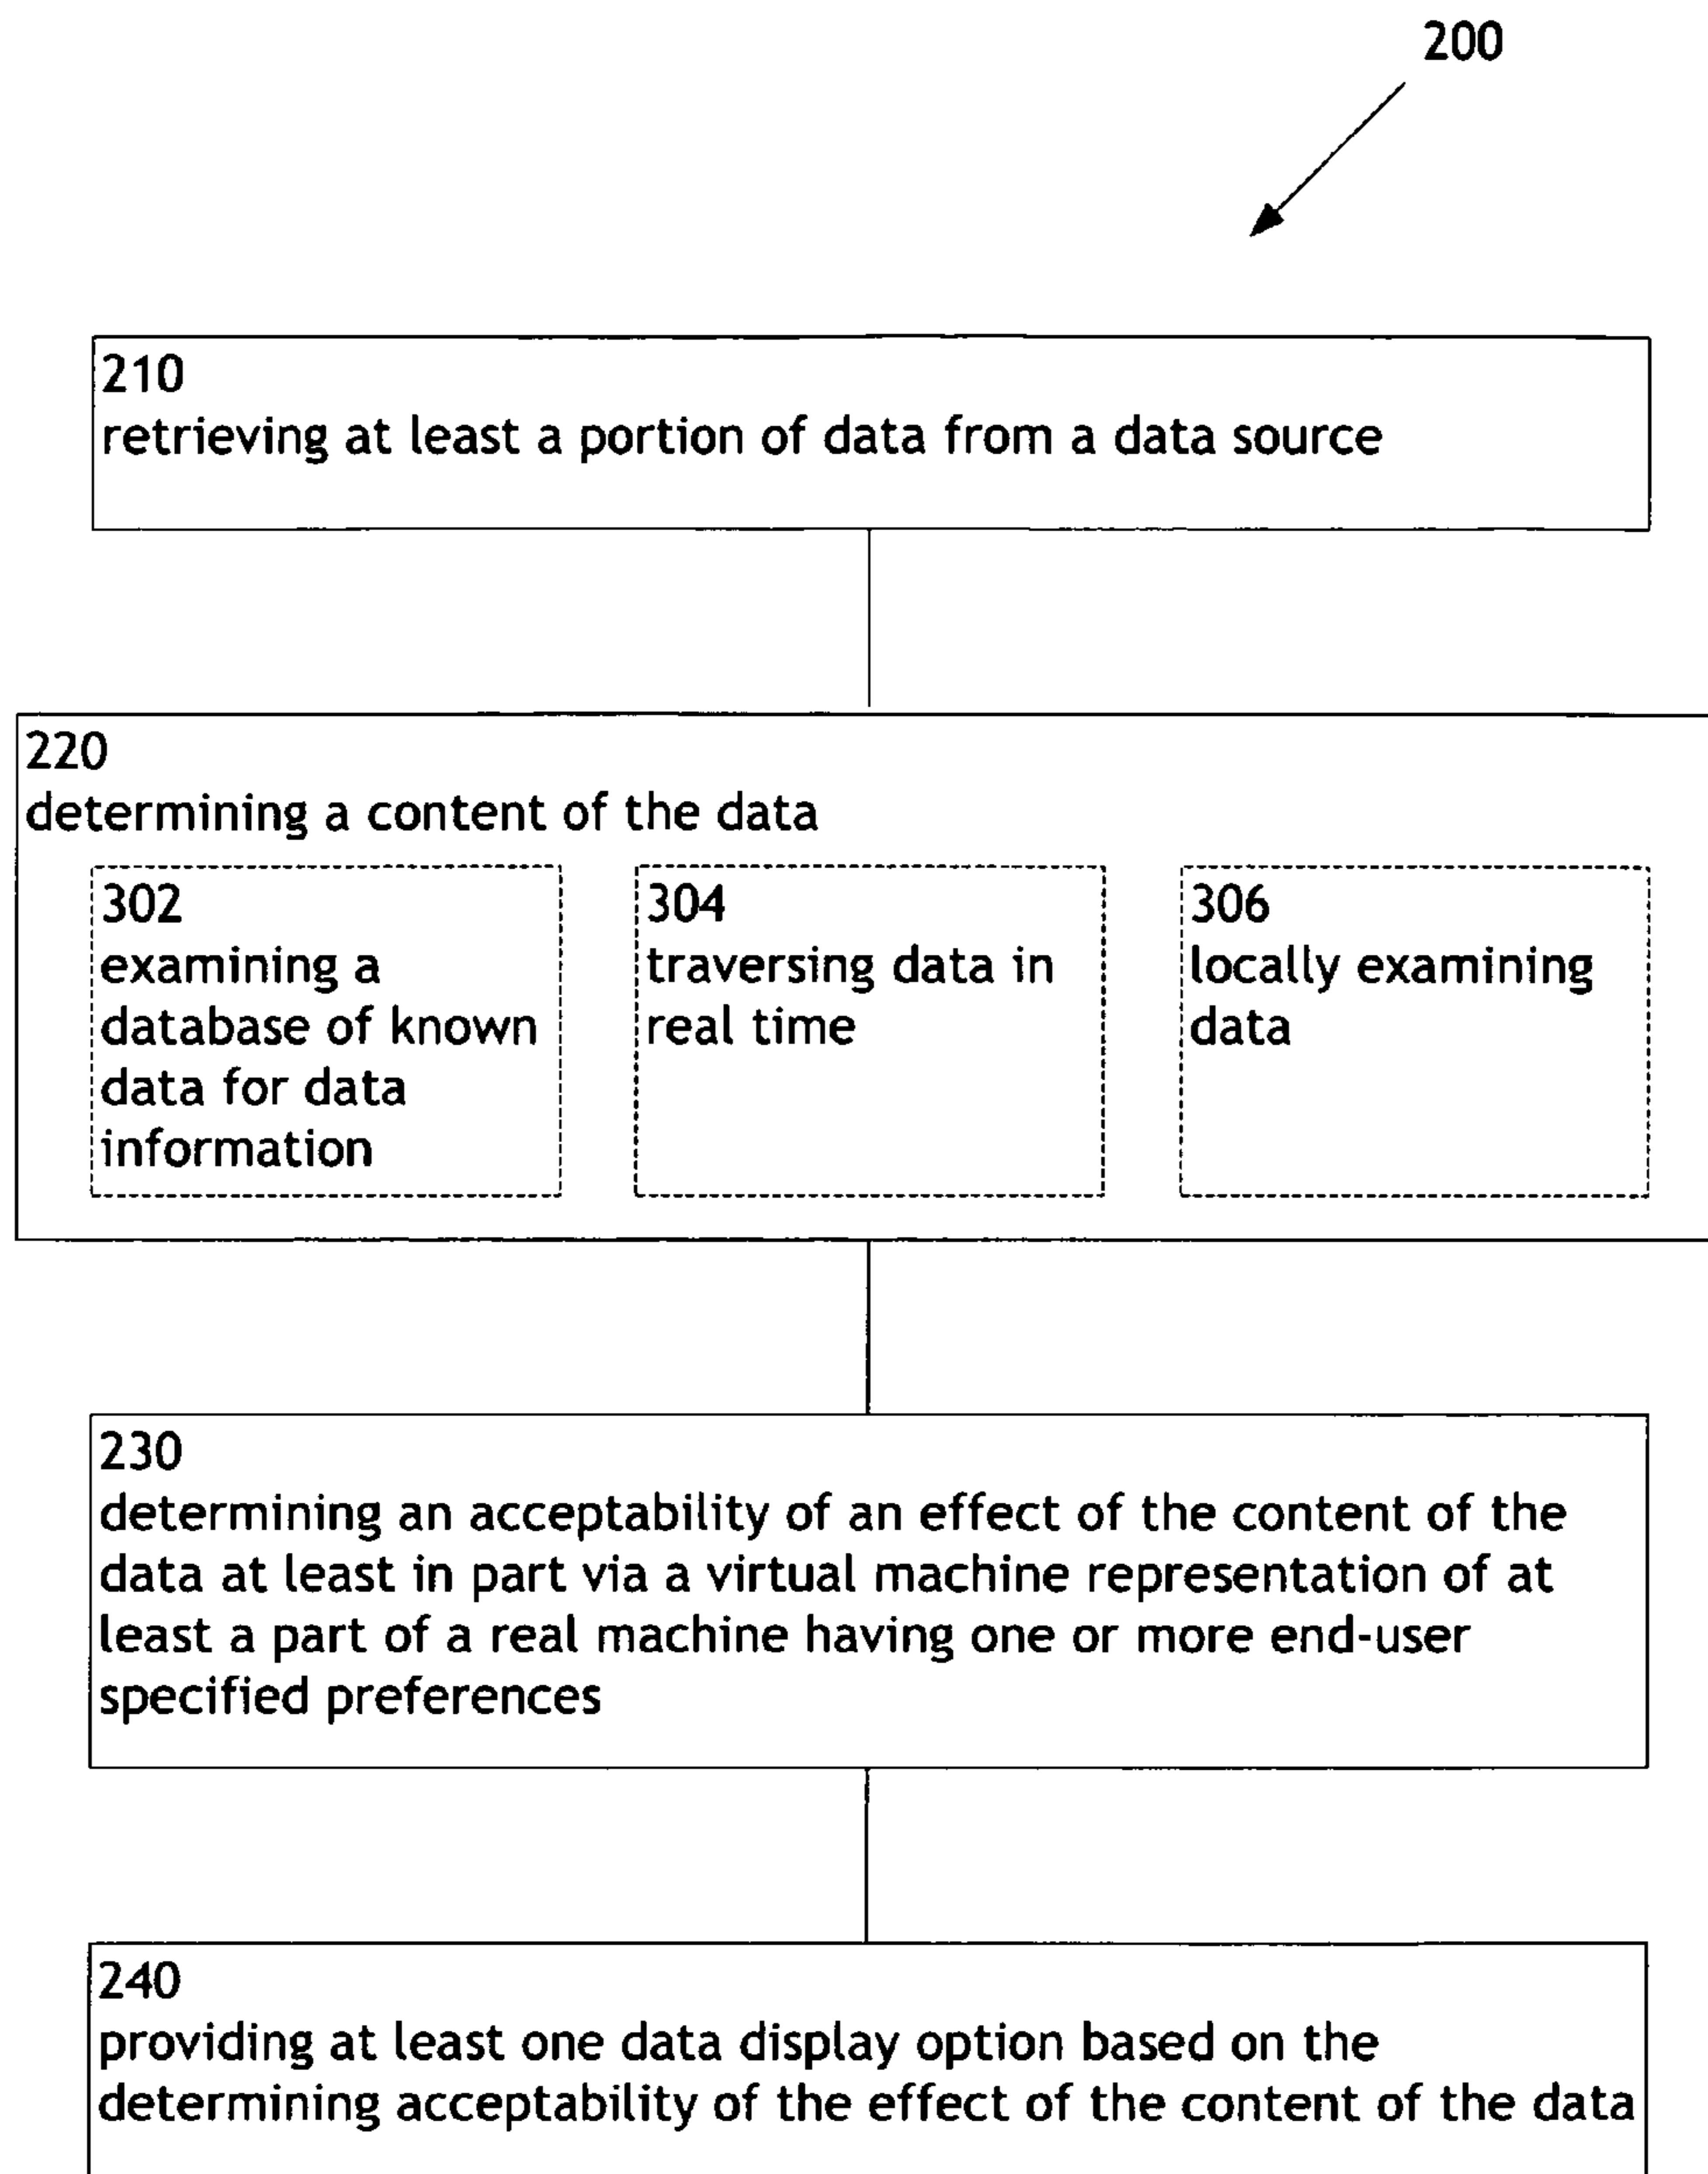 200
210
retrieving at least a portion of data from a data source
220
determining a content of the data
302
examining a
database of known
data for data
information
304
traversing data in
real time
306
locally examining
data
230
determining an acceptability of an effect of the content of the
data at least in part via a virtual machine representation of at
least a part of a real machine having one or more end-user
specified preferences
240
providing at least one data display option based on the
determining acceptability of the effect of the content of the data